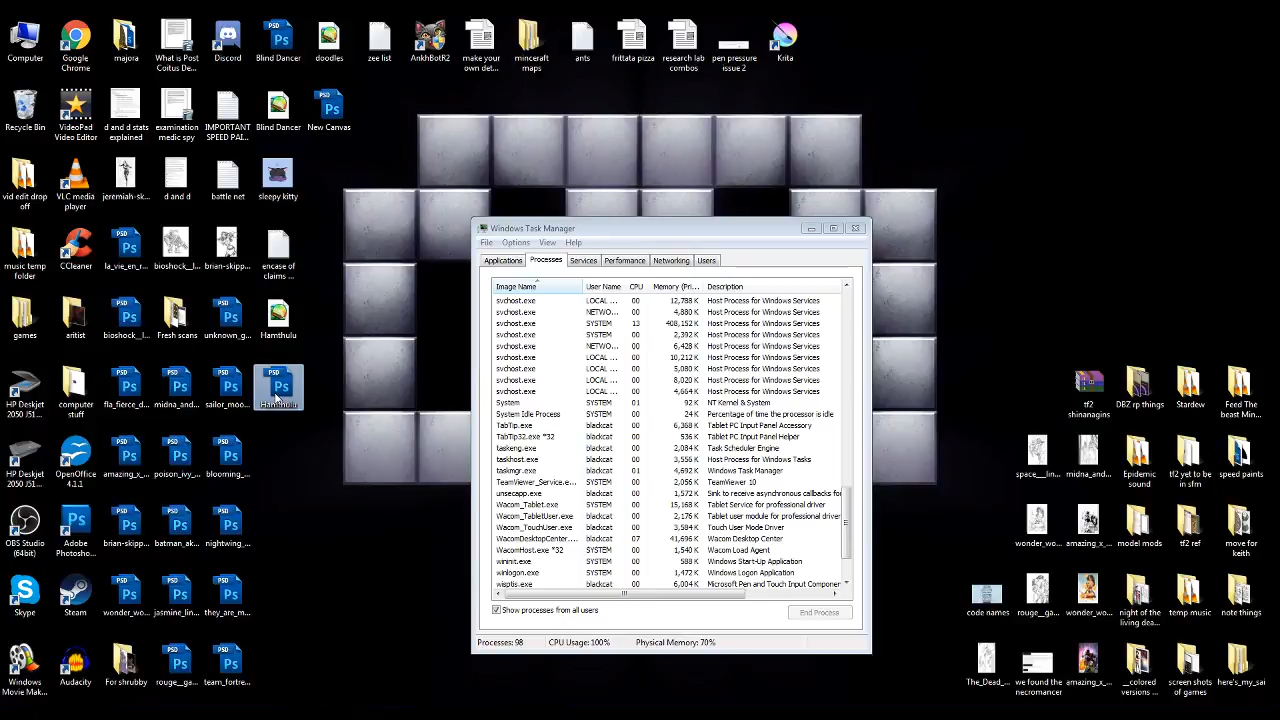 Computer
Google Chrome
majora
What is Post Coitus De...
Discord
Blind Dancer
doodles
zee list
AnkhBotR2
make your own det...
minceraft maps
ants
frittata pizza
research lab combos
pen pressure issue 2
Krita
Recycle Bin
VideoPad Video Editor
d and d stats explained
examination medic spy
IMPORTANT SPEED PAI...
Blind Dancer
New Canvas
vid edit drop off
VLC media player
jeremiah-sk...
d and d
battle net
sleepy kitty
music temp folder
CCleaner
la_vie_en_r...
bioshock__l...
brian-skipp...
encase of claims ...
games
aritist
bioshock__l...
Fresh scans
unknown_g...
Hamthulu
HP Deskjet 2050 J51...
computer stuff
fla_fierce_d...
midna_and...
sailor_moo...
Hamthulu
HP Deskjet 2050 J51...
OpenOffice 4.1.1
amazing_x_...
poison_ivy_...
blooming_...
OBS Studio (64bit)
Adobe Photosho...
brian-skipp...
batman_ak...
nightwing_...
Skype
Steam
wonder_wo...
jasmine_lin...
they_are_m...
Windows Movie Mak...
Audacity
For shrubby
rouge__ga...
team_fortre...
Windows Task Manager
File Options View Help
Applications Processes Services Performance Networking Users
Image Name User Name CPU Memory (Pri... Description
svchost.exe LOCAL ... 00 12,788 K Host Process for Windows Services
svchost.exe NETWO... 00 4,880 K Host Process for Windows Services
svchost.exe SYSTEM 13 408,152 K Host Process for Windows Services
svchost.exe SYSTEM 00 2,392 K Host Process for Windows Services
svchost.exe NETWO... 00 6,428 K Host Process for Windows Services
svchost.exe LOCAL ... 00 10,212 K Host Process for Windows Services
svchost.exe LOCAL ... 00 5,080 K Host Process for Windows Services
svchost.exe LOCAL ... 00 8,020 K Host Process for Windows Services
svchost.exe LOCAL ... 00 4,664 K Host Process for Windows Services
System SYSTEM 01 92 K NT Kernel & System
System Idle Process SYSTEM 00 24 K Percentage of time the processor is idle
TabTip.exe blackcat 00 6,368 K Tablet PC Input Panel Accessory
TabTip32.exe *32 blackcat 00 536 K Tablet PC Input Panel Helper
taskeng.exe blackcat 00 2,084 K Task Scheduler Engine
taskhost.exe blackcat 00 3,556 K Host Process for Windows Tasks
taskmgr.exe blackcat 01 4,692 K Windows Task Manager
TeamViewer_Service.e... SYSTEM 00 2,056 K TeamViewer 10
unsecapp.exe blackcat 00 1,572 K Sink to receive asynchronous callbacks for
Wacom_Tablet.exe SYSTEM 00 15,168 K Tablet Service for professional driver
Wacom_TabletUser.exe blackcat 00 2,176 K Tablet user module for professional driver
Wacom_TouchUser.exe blackcat 00 3,584 K Touch User Mode Driver
WacomDesktopCenter.... blackcat 07 41,696 K Wacom Desktop Center
WacomHost.exe *32 SYSTEM 00 1,540 K Wacom Load Agent
wininit.exe SYSTEM 00 588 K Windows Start-Up Application
winlogon.exe SYSTEM 00 1,472 K Windows Logon Application
wisptis.exe blackcat 00 6,004 K Microsoft Pen and Touch Input Componen
Show processes from all users
End Process
Processes: 98 CPU Usage: 100% Physical Memory: 70%
tf2 shinanagins
DBZ rp things
Stardew
Feed The beast Min...
space__lin...
midna_and...
Epidemic sound
tf2 yet to be in sfm
speed paints
wonder_wo...
amazing_x_...
model mods
tf2 ref
move for keith
code names
rouge__ga...
wonder_wo...
night of the living dea...
temp music
note things
The_Dead_...
we found the necromancer
amazing_x_...
__colored versions ...
screen shots of games
here's_my_sai